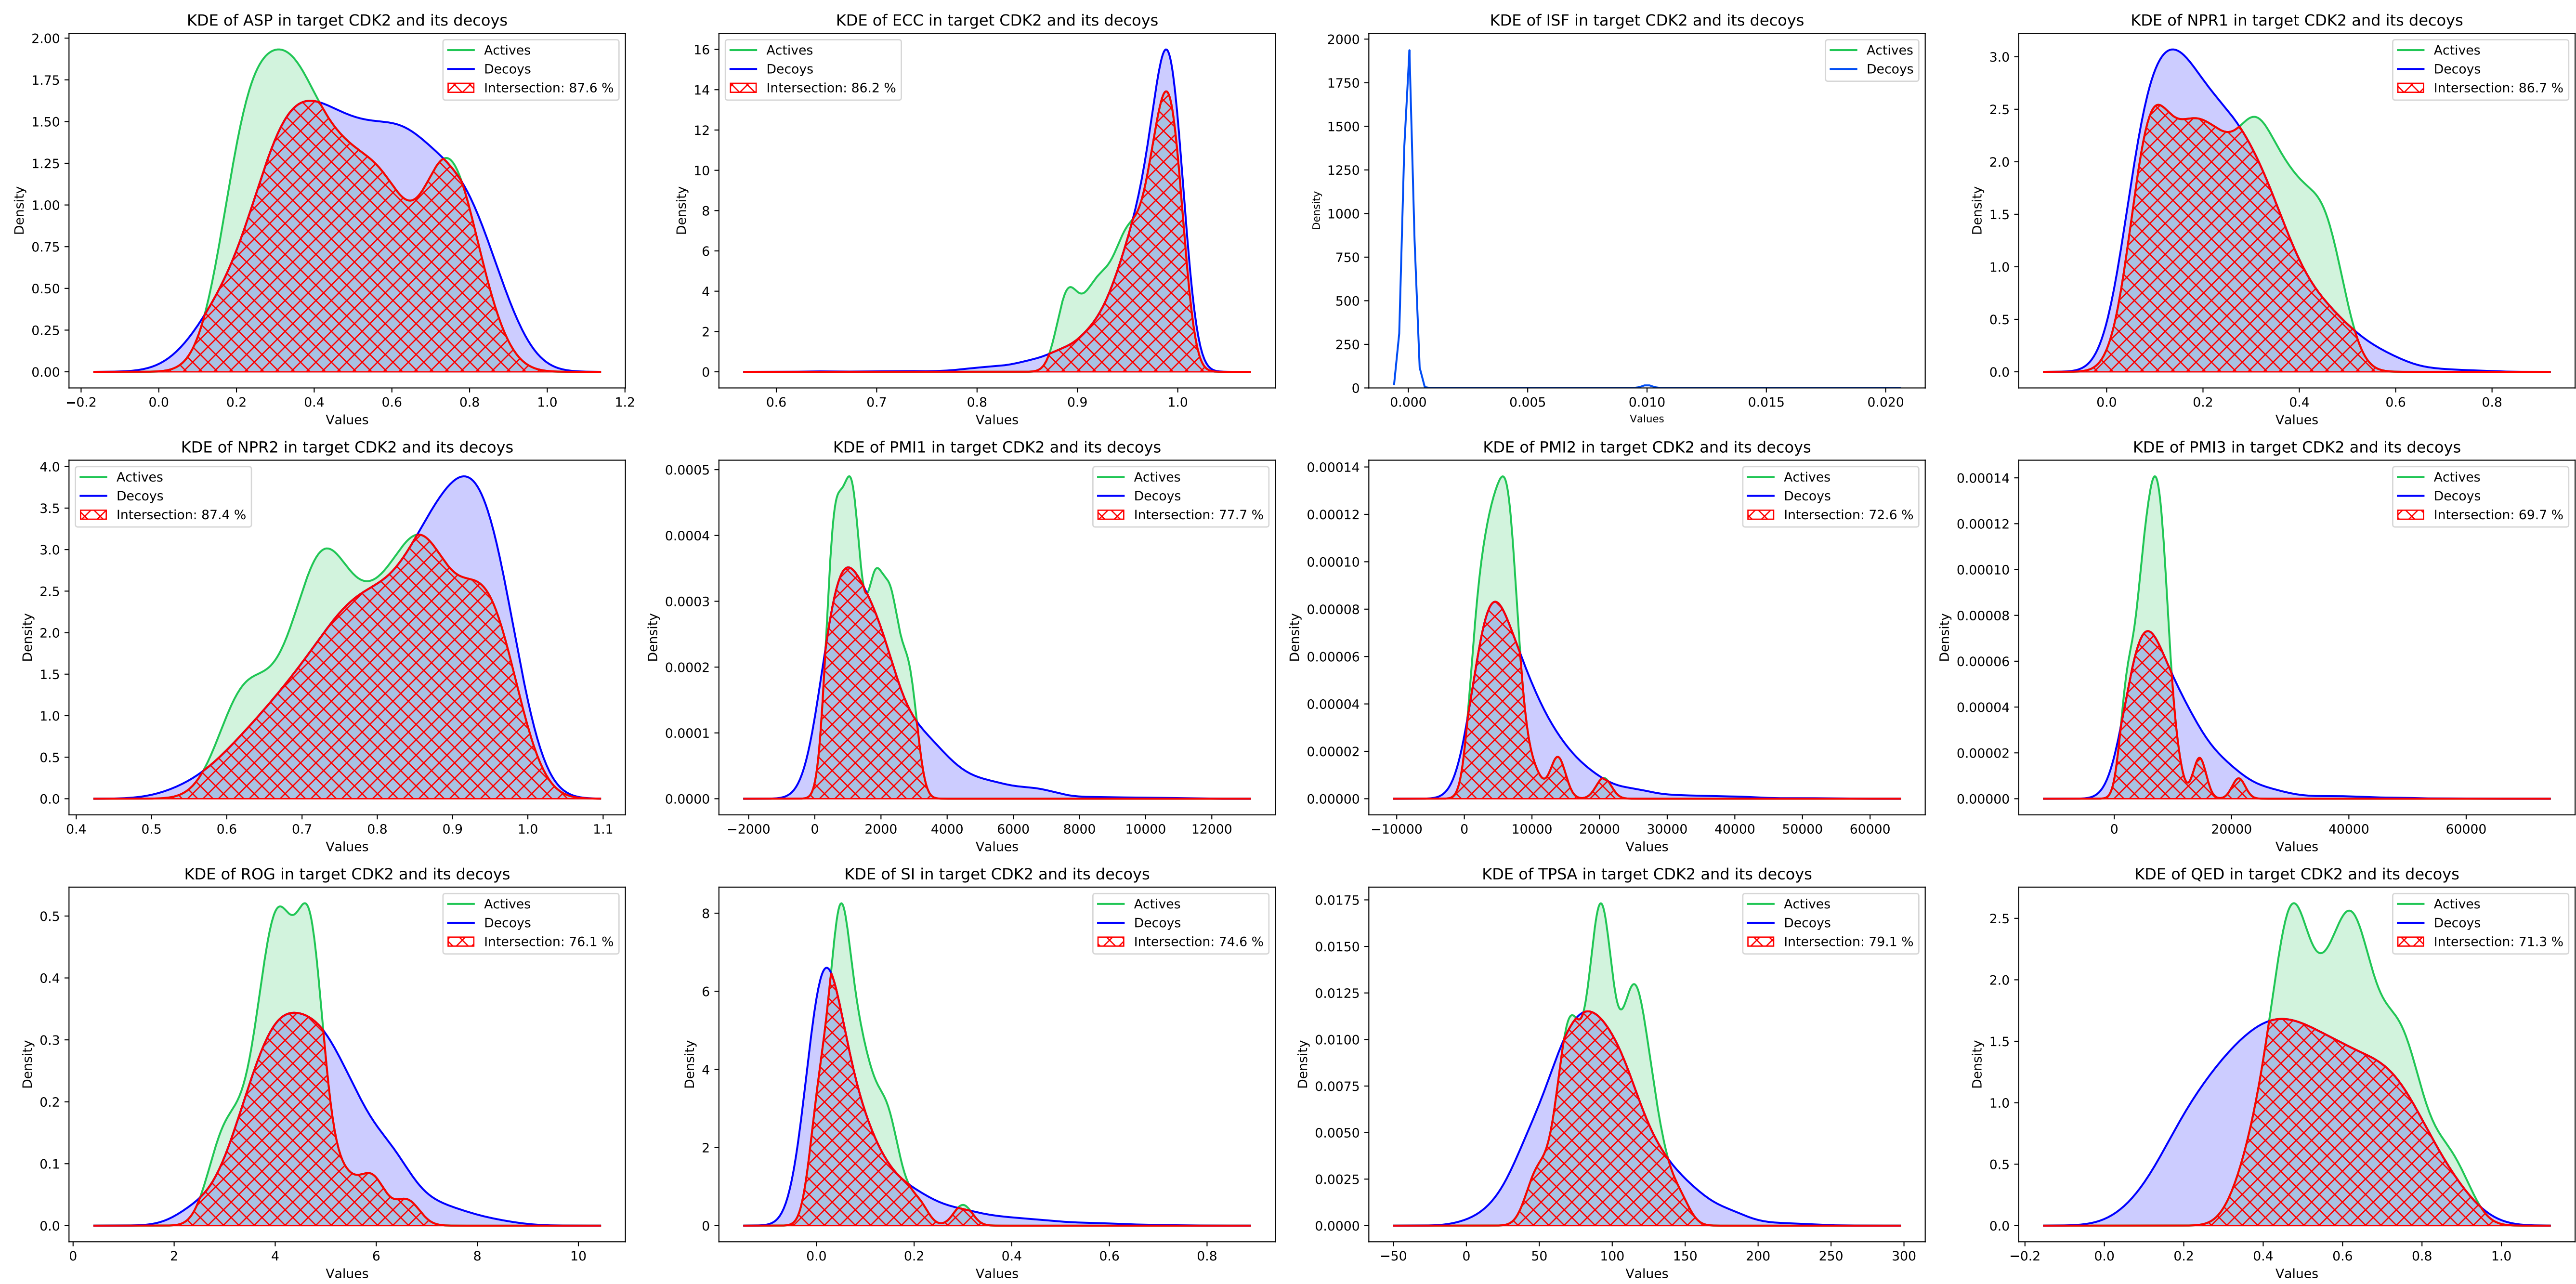 KDE of ASP in target CDK2 and its decoys
Actives
Decoys
Intersection: 87.6 %
Density
2.00
1.75
1.50
1.25
1.00
0.75
0.50
0.25
0.00
−0.2 0.0 0.2 0.4 0.6 0.8 1.0 1.2
Values
KDE of ECC in target CDK2 and its decoys
Actives
Decoys
Intersection: 86.2 %
Density
16
14
12
10
8
6
4
2
0
0.6 0.7 0.8 0.9 1.0
Values
KDE of ISF in target CDK2 and its decoys
Actives
Decoys
Density
2000
1750
1500
1250
1000
750
500
250
0
0.000 0.005 0.010 0.015 0.020
Values
KDE of NPR1 in target CDK2 and its decoys
Actives
Decoys
Intersection: 86.7 %
Density
3.0
2.5
2.0
1.5
1.0
0.5
0.0
0.0 0.2 0.4 0.6 0.8
Values
KDE of NPR2 in target CDK2 and its decoys
Actives
Decoys
Intersection: 87.4 %
Density
4.0
3.5
3.0
2.5
2.0
1.5
1.0
0.5
0.0
0.4 0.5 0.6 0.7 0.8 0.9 1.0 1.1
Values
KDE of PMI1 in target CDK2 and its decoys
Actives
Decoys
Intersection: 77.7 %
Density
0.0005
0.0004
0.0003
0.0002
0.0001
0.0000
−2000 0 2000 4000 6000 8000 10000 12000
Values
KDE of PMI2 in target CDK2 and its decoys
Actives
Decoys
Intersection: 72.6 %
Density
0.00014
0.00012
0.00010
0.00008
0.00006
0.00004
0.00002
0.00000
−10000 0 10000 20000 30000 40000 50000 60000
Values
KDE of PMI3 in target CDK2 and its decoys
Actives
Decoys
Intersection: 69.7 %
Density
0.00014
0.00012
0.00010
0.00008
0.00006
0.00004
0.00002
0.00000
0 20000 40000 60000
Values
KDE of ROG in target CDK2 and its decoys
Actives
Decoys
Intersection: 76.1 %
Density
0.5
0.4
0.3
0.2
0.1
0.0
0 2 4 6 8 10
Values
KDE of SI in target CDK2 and its decoys
Actives
Decoys
Intersection: 74.6 %
Density
8
6
4
2
0
0.0 0.2 0.4 0.6 0.8
Values
KDE of TPSA in target CDK2 and its decoys
Actives
Decoys
Intersection: 79.1 %
Density
0.0175
0.0150
0.0125
0.0100
0.0075
0.0050
0.0025
0.0000
−50 0 50 100 150 200 250 300
Values
KDE of QED in target CDK2 and its decoys
Actives
Decoys
Intersection: 71.3 %
Density
2.5
2.0
1.5
1.0
0.5
0.0
−0.2 0.0 0.2 0.4 0.6 0.8 1.0
Values